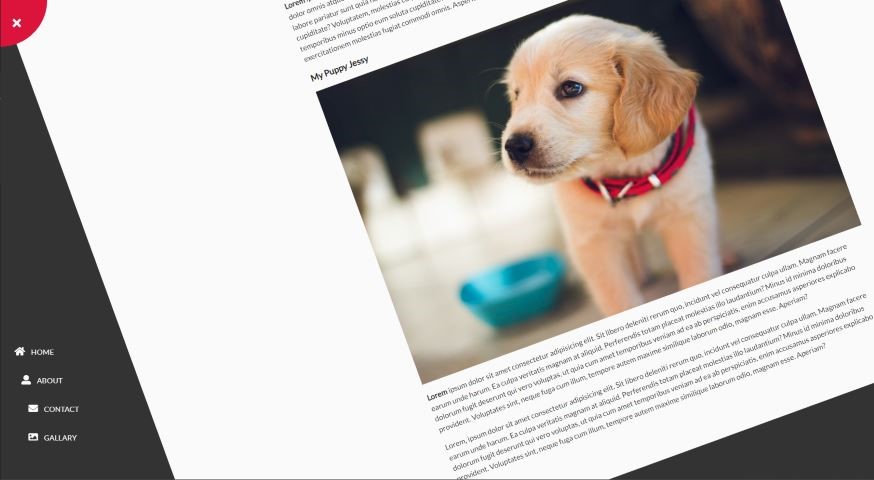 Lorem
dolor omnis
labore pariatur sunt quia
cupiditate? Voluptatem, molestias
temporibus minus optio eum soluta cupiditate
exercitationem molestias fugiat commodi omnis.
My Puppy Jessy
Lorem ipsum dolor sit amet consectetur adipisicing elit. Sit libero deleniti rerum quo, incidunt vel consequatur culpa ullam. Magnam facere
earum unde harum. Ea culpa veritatis magnam at aliquid. Perferendis totam placeat molestias illo laudantium? Minus id minima doloribus
dolorum fugit deserunt qui vero voluptas, ut quia cum amet temporibus veniam ad ea ab perspiciatis, enim accusamus asperiores explicabo
provident. Voluptates sint, neque fuga cum illum, tempore autem maxime similique laborum odio, magnam esse. Aperiam?
Lorem, ipsum dolor sit amet consectetur adipisicing elit. Sit libero deleniti rerum quo, incidunt vel consequatur culpa ullam. Magnam facere
earum unde harum. Ea culpa veritatis magnam at aliquid. Perferendis totam placeat molestias illo laudantium? Minus id minima doloribus
dolorum fugit deserunt qui vero voluptas, ut quia cum amet temporibus veniam ad ea ab perspiciatis, enim accusamus asperiores explicabo
provident. Voluptates sint, neque fuga cum illum, tempore autem maxime similique laborum odio, magnam esse. Aperiam?
HOME
ABOUT
CONTACT
GALLARY